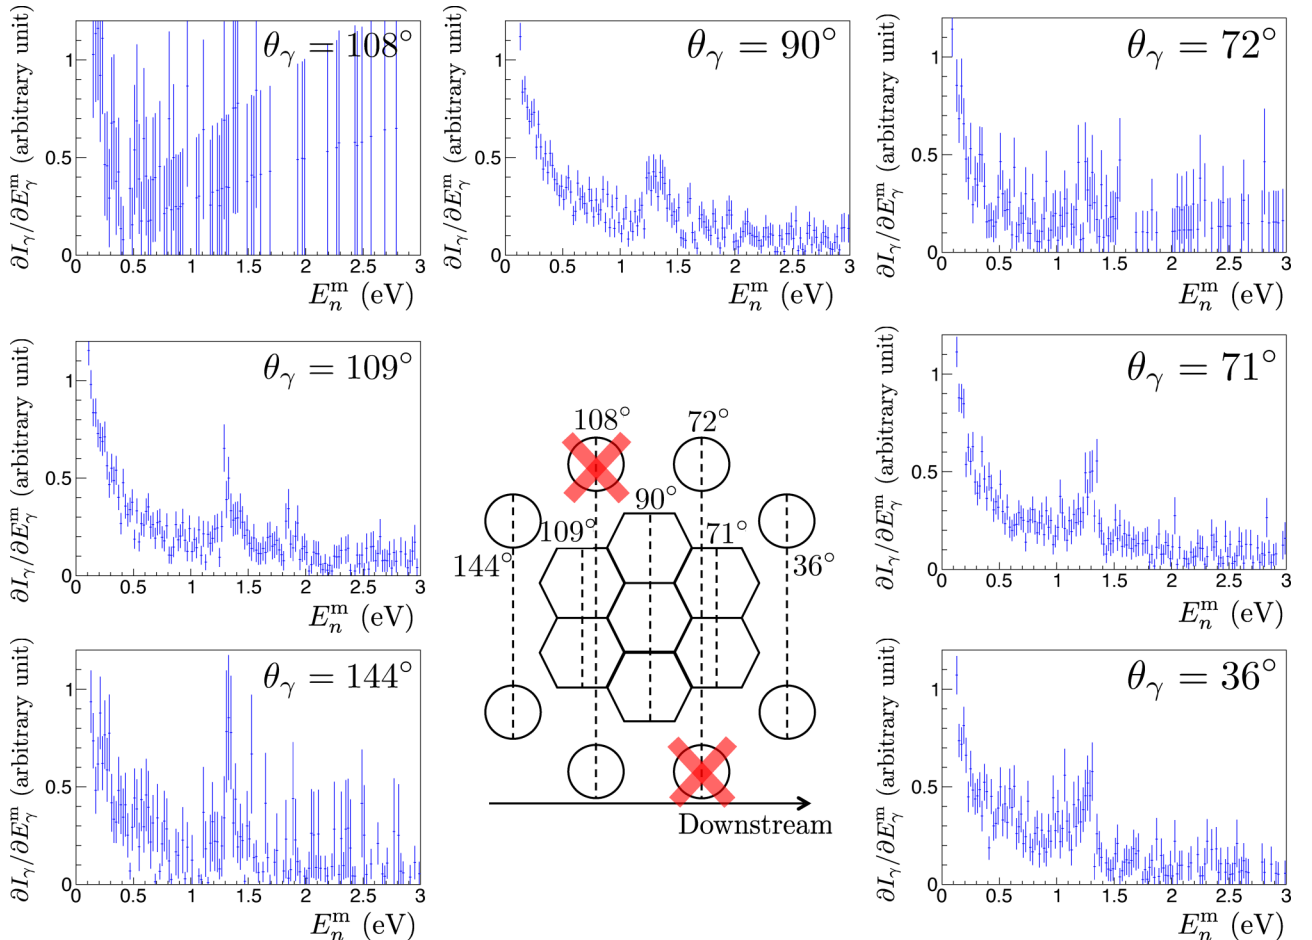 θγ = 108°
∂Iγ/∂Eγᵐ (arbitrary unit)
1
0.5
0
0 0.5 1 1.5 2 2.5 3
Eₙᵐ (eV)
θγ = 90°
∂Iγ/∂Eγᵐ (arbitrary unit)
1
0.5
0
0 0.5 1 1.5 2 2.5 3
Eₙᵐ (eV)
θγ = 72°
∂Iγ/∂Eγᵐ (arbitrary unit)
1
0.5
0
0 0.5 1 1.5 2 2.5 3
Eₙᵐ (eV)
θγ = 109°
∂Iγ/∂Eγᵐ (arbitrary unit)
1
0.5
0
0 0.5 1 1.5 2 2.5 3
Eₙᵐ (eV)
108° 72°
90°
109° 71°
144° 36°
Downstream
θγ = 71°
∂Iγ/∂Eγᵐ (arbitrary unit)
1
0.5
0
0 0.5 1 1.5 2 2.5 3
Eₙᵐ (eV)
θγ = 144°
∂Iγ/∂Eγᵐ (arbitrary unit)
1
0.5
0
0 0.5 1 1.5 2 2.5 3
Eₙᵐ (eV)
θγ = 36°
∂Iγ/∂Eγᵐ (arbitrary unit)
1
0.5
0
0 0.5 1 1.5 2 2.5 3
Eₙᵐ (eV)